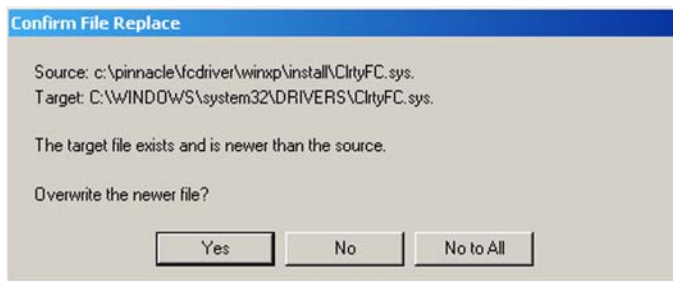 Confirm File Replace
Source: c:\pinnacle\fcdriver\winxp\install\ClrtyFC.sys.
Target: C:\WINDOWS\system32\DRIVERS\ClrtyFC.sys.
The target file exists and is newer than the source.
Overwrite the newer file?
Yes No No to All